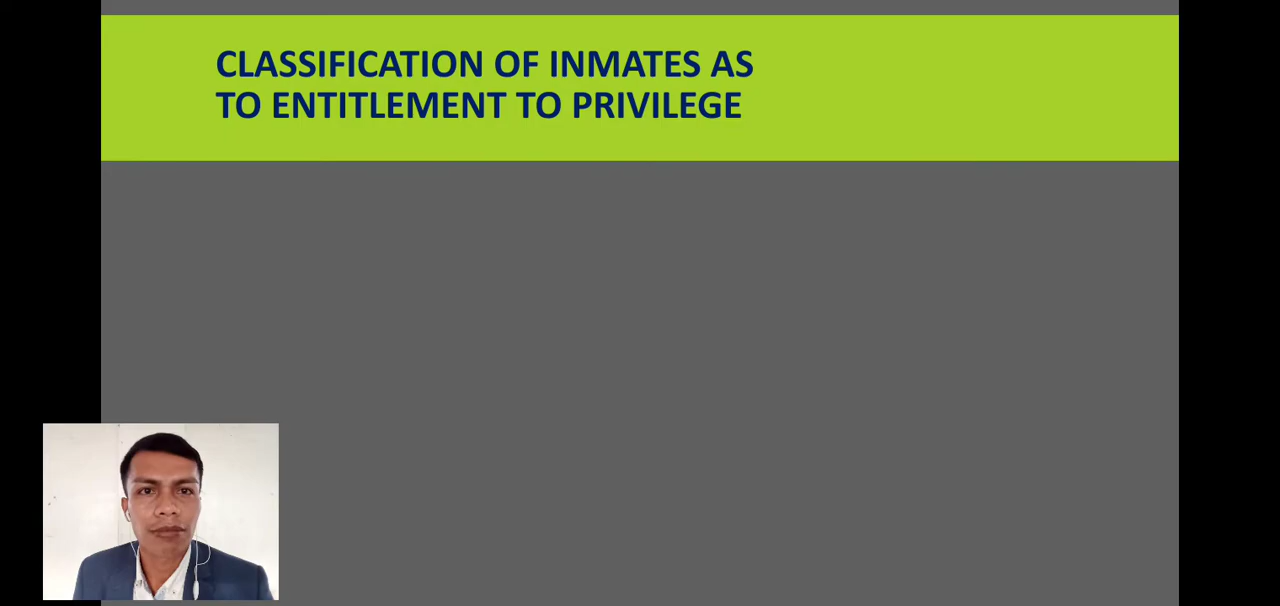 CLASSIFICATION OF INMATES AS
TO ENTITLEMENT TO PRIVILEGE